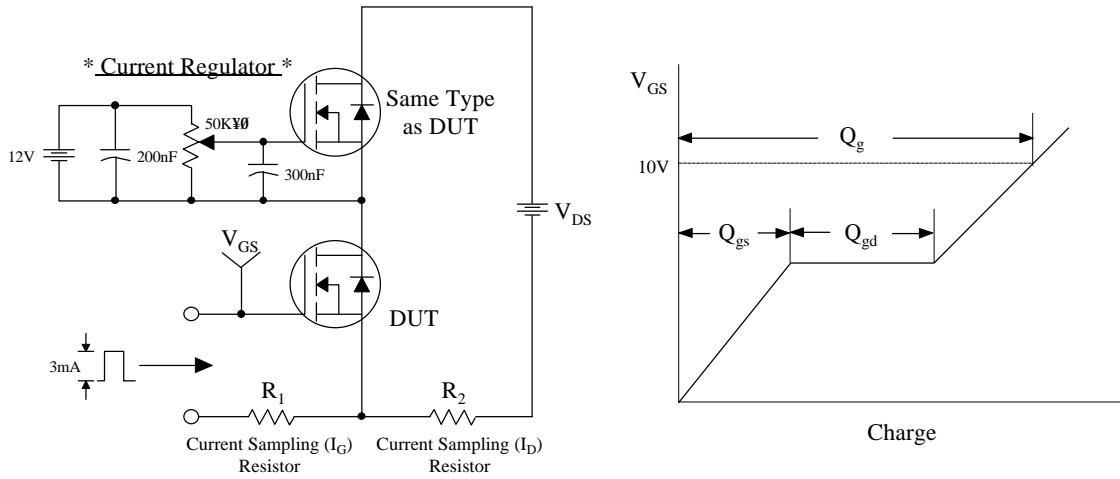 * Current Regulator *
12V
200nF
50K¥Ø
300nF
Same Type
as DUT
V_DS
V_GS
DUT
3mA
R_1
R_2
Current Sampling (I_G)
Resistor
Current Sampling (I_D)
Resistor
V_GS
10V
Q_g
Q_gs
Q_gd
Charge